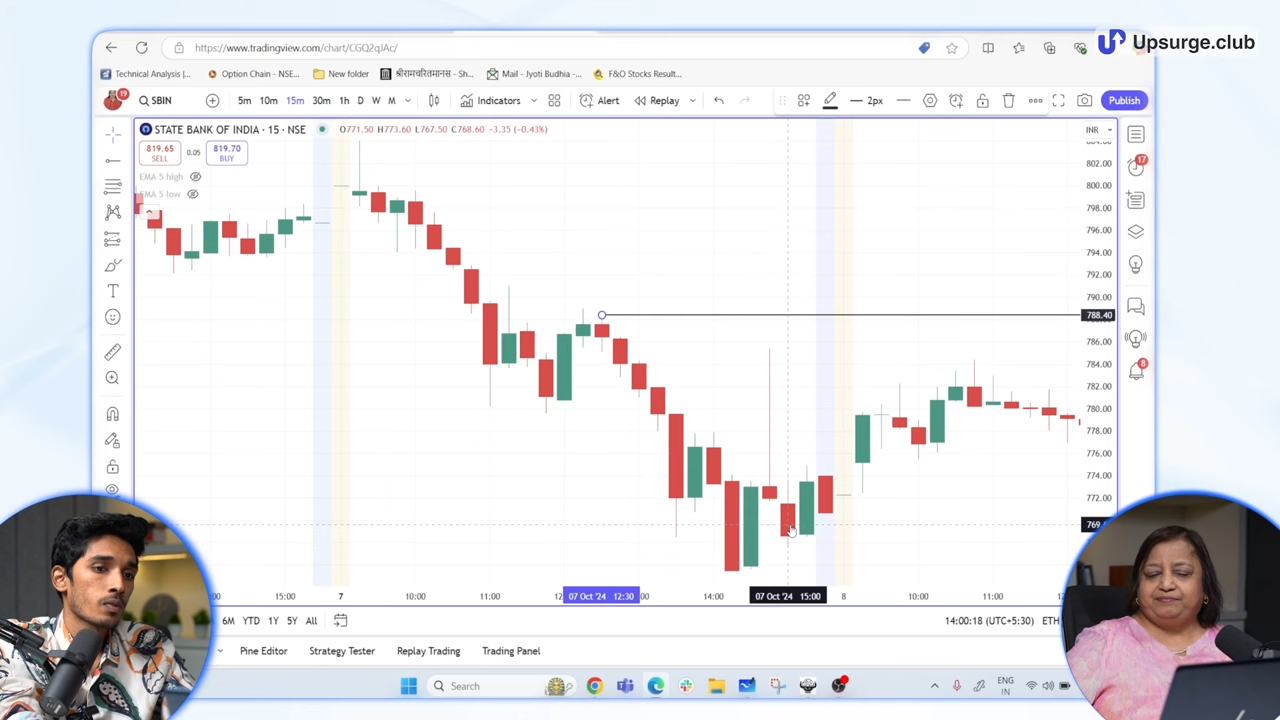 Upsurge.club
https://www.tradingview.com/chart/CGQ2qJAc/
Technical Analysis |... Option Chain - NSE... New folder श्रीरामचरितमानस - Sh... Mail - Jyoti Budhia -... F&O Stocks Result...
19 SBIN 5m 10m 15m 30m 1h D W M Indicators Alert Replay 2px Publish
STATE BANK OF INDIA · 15 · NSE O771.50 H773.60 L767.50 C768.60 -3.35 (-0.43%) INR
819.65 SELL 0.05 819.70 BUY
EMA 5 high
EMA 5 low
802.00
800.00
798.00
796.00
794.00
792.00
790.00
788.40
786.00
784.00
782.00
780.00
778.00
776.00
774.00
772.00
17
8
15:00 7 10:00 11:00 07 Oct '24 12:30 14:00 07 Oct '24 15:00 8 10:00 11:00
6M YTD 1Y 5Y All 14:00:18 (UTC+5:30) ETH
Pine Editor Strategy Tester Replay Trading Trading Panel
Search ENG IN